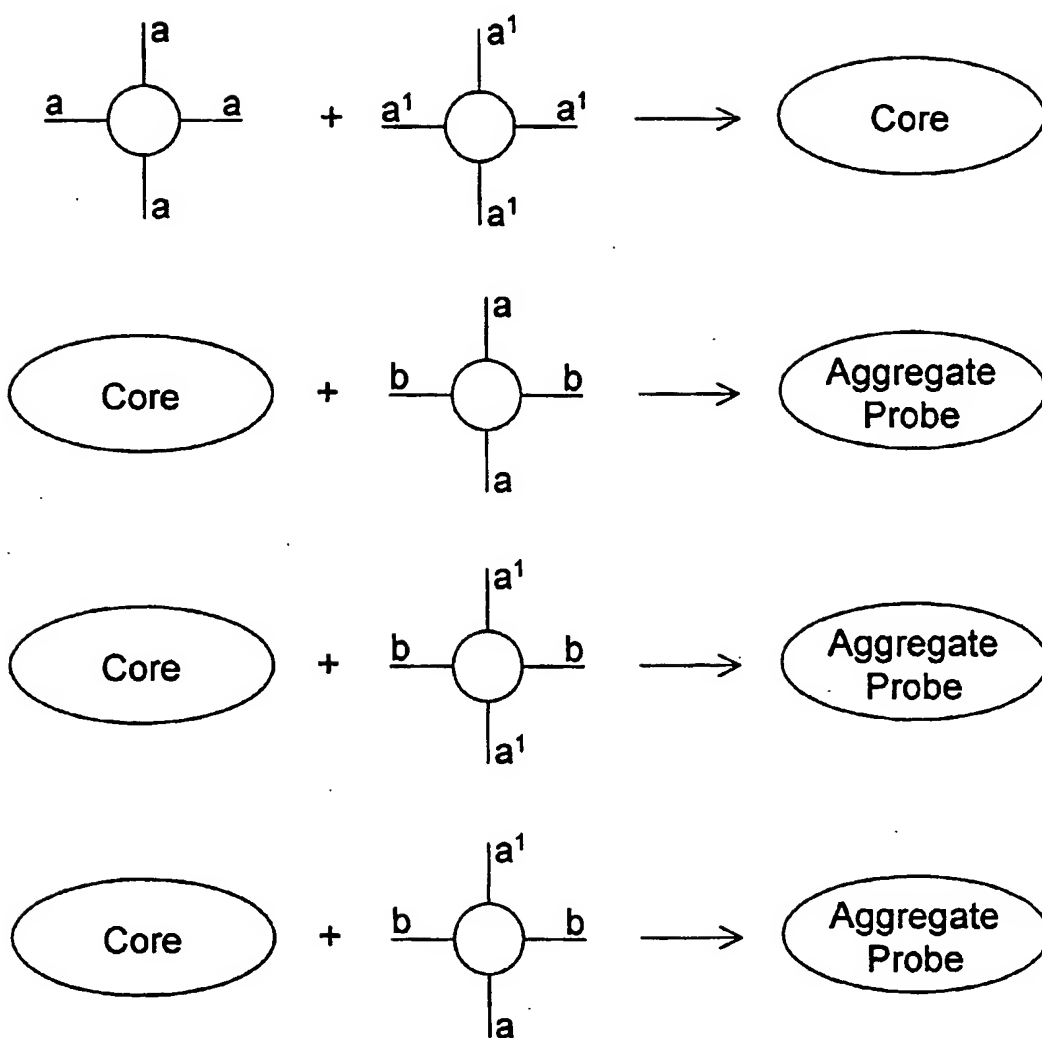 a
a a
a
+
a¹
a¹ a¹
a¹
Core
Core
+
a
b b
a
Aggregate
Probe
Core
+
a¹
b b
a¹
Aggregate
Probe
Core
+
a¹
b b
a
Aggregate
Probe